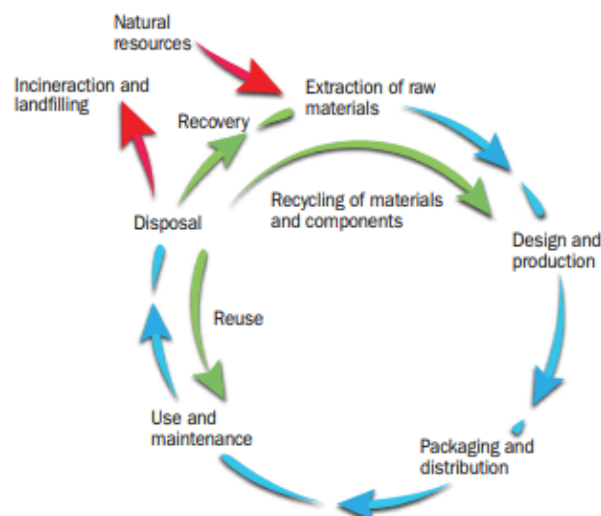 Natural
resources
Incineraction and
landfilling
Extraction of raw
materials
Recovery
Recycling of materials
and components
Disposal
Design and
production
Reuse
Use and
maintenance
Packaging and
distribution